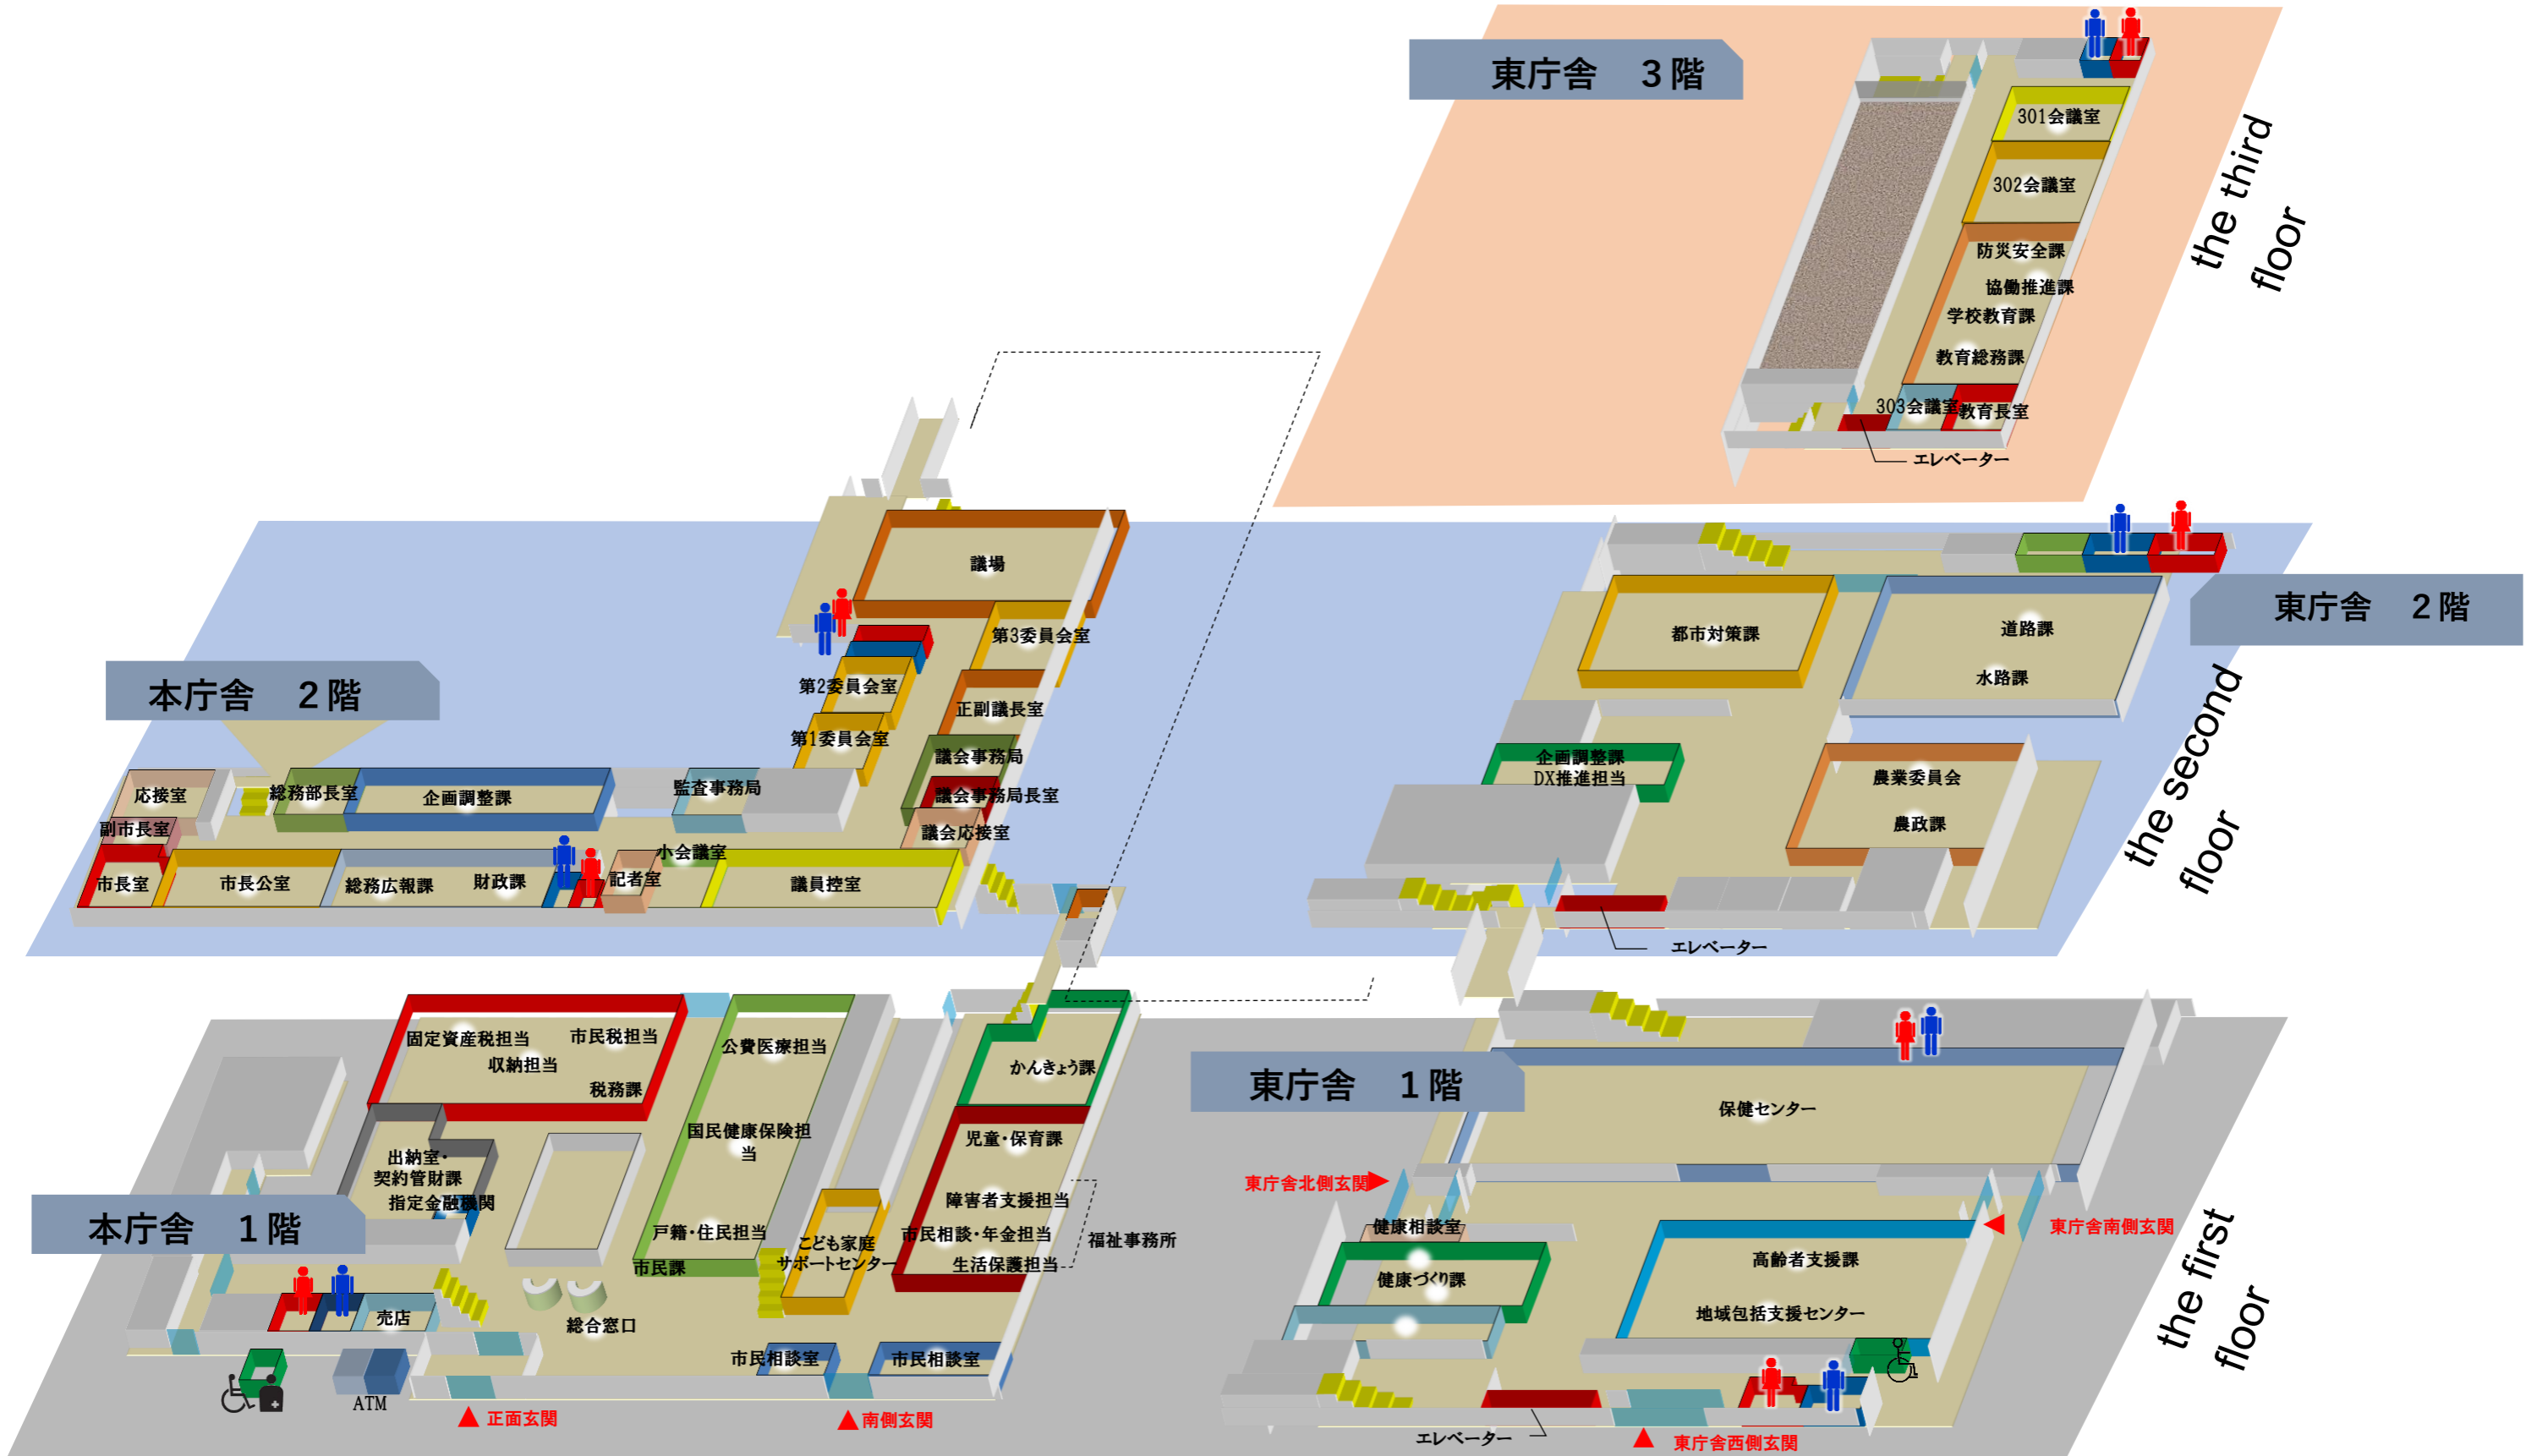 東庁舎　３階
301会議室
302会議室
防災安全課
協働推進課
学校教育課
教育総務課
303会議室
教育長室
エレベーター
the third
floor
本庁舎　２階
議場
第3委員会室
第2委員会室
正副議長室
第1委員会室
議会事務局
議会事務局長室
議会応接室
応接室
総務部長室
企画調整課
監査事務局
副市長室
市長室
市長公室
総務広報課
財政課
記者室
小会議室
議員控室
東庁舎　２階
都市対策課
道路課
水路課
企画調整課
DX推進担当
農業委員会
農政課
エレベーター
the second
floor
本庁舎　１階
固定資産税担当
市民税担当
収納担当
税務課
公費医療担当
かんきょう課
国民健康保険担
当
児童・保育課
出納室・
契約管財課
指定金融機関
障害者支援担当
戸籍・住民担当
市民相談・年金担当
こども家庭
サポートセンター
生活保護担当
福祉事務所
市民課
売店
総合窓口
市民相談室
市民相談室
ATM
正面玄関
南側玄関
東庁舎　１階
保健センター
東庁舎北側玄関
健康相談室
東庁舎南側玄関
高齢者支援課
健康づくり課
地域包括支援センター
エレベーター
東庁舎西側玄関
the first
floor